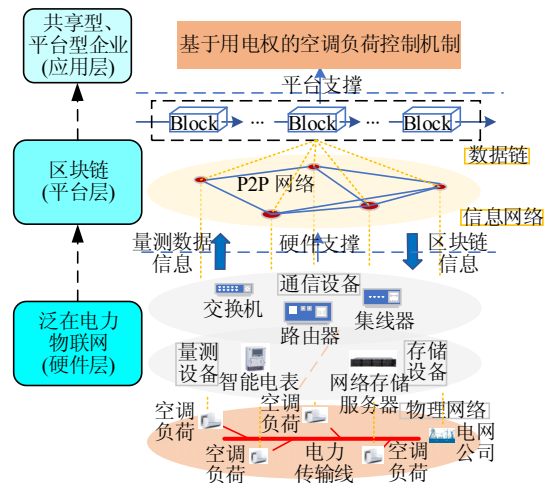 共享型、
平台型企业
(应用层)
基于用电权的空调负荷控制机制
平台支撑
Block
···
Block
···
Block
数据链
区块链
(平台层)
P2P 网络
信息网络
量测数据
信息
硬件支撑
区块链
信息
泛在电力
物联网
(硬件层)
通信设备
交换机
路由器
集线器
量测
设备
智能电表
网络存储
服务器
存储
设备
物理网络
空调
负荷
空调
负荷
空调
负荷
电力
传输线
空调
负荷
电网
公司